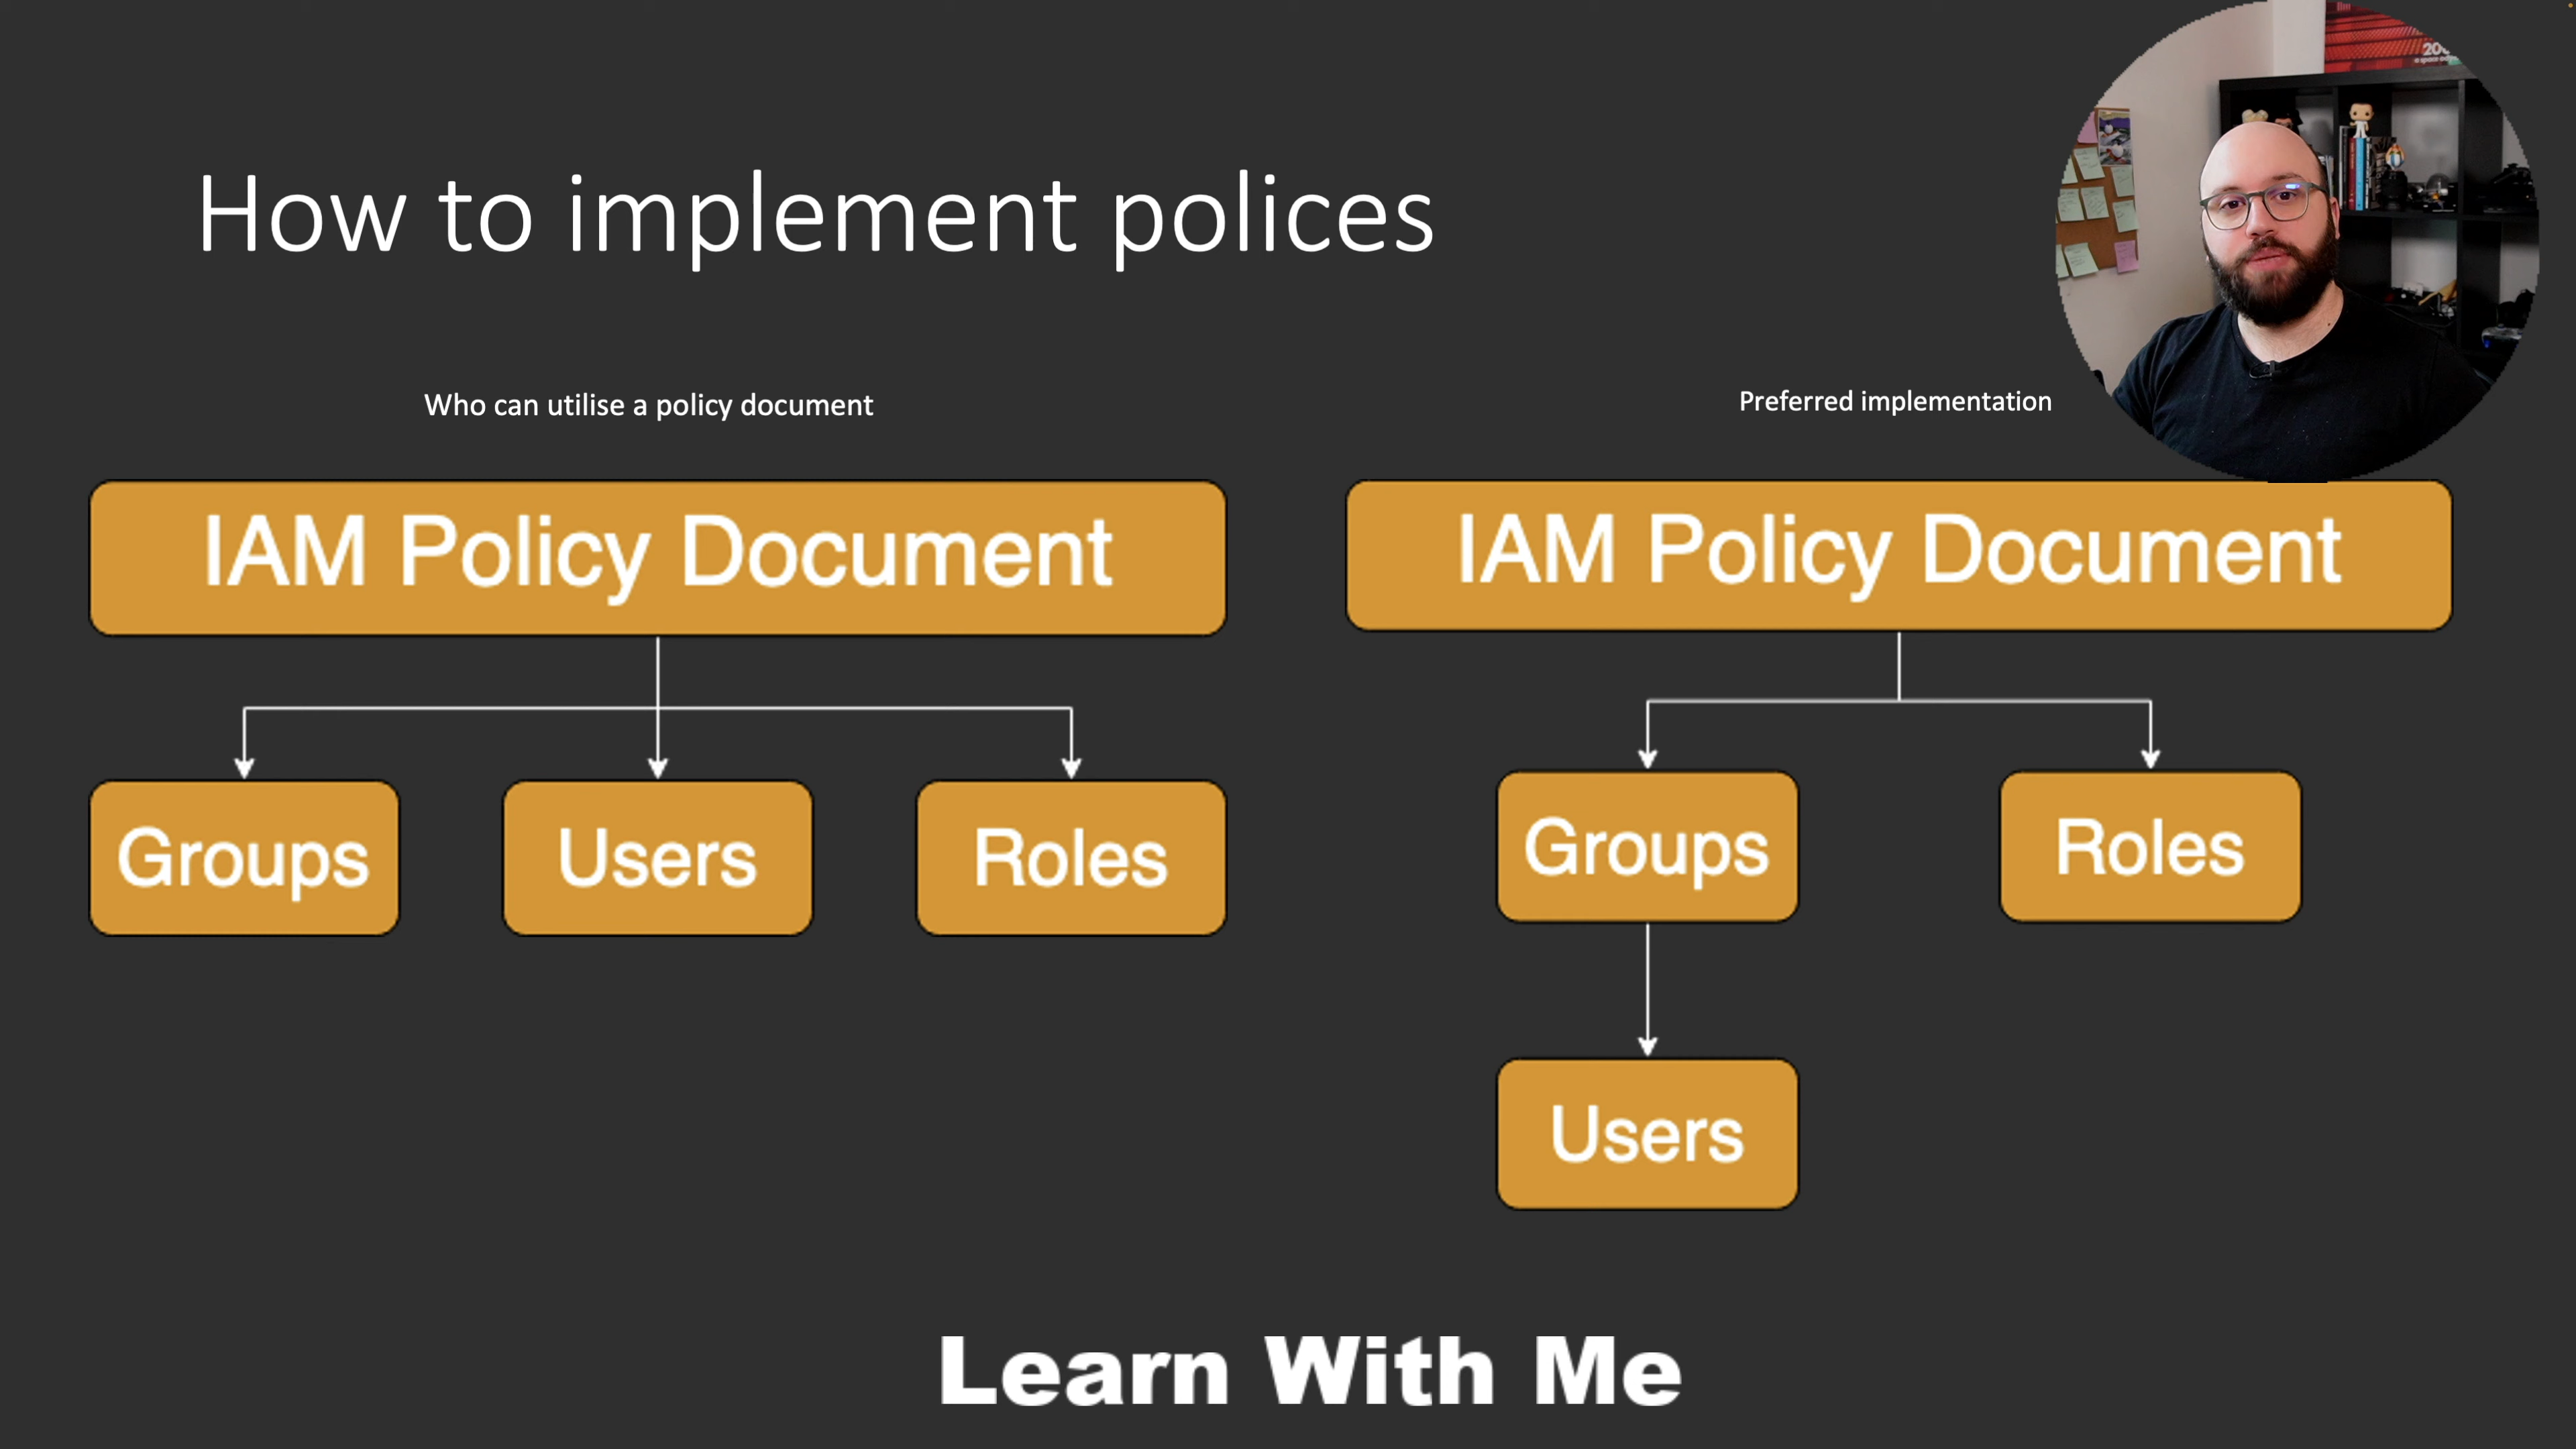 How to implement polices
Who can utilise a policy document
Preferred implementation
IAM Policy Document
IAM Policy Document
Groups
Users
Roles
Groups
Roles
Users
Learn With Me